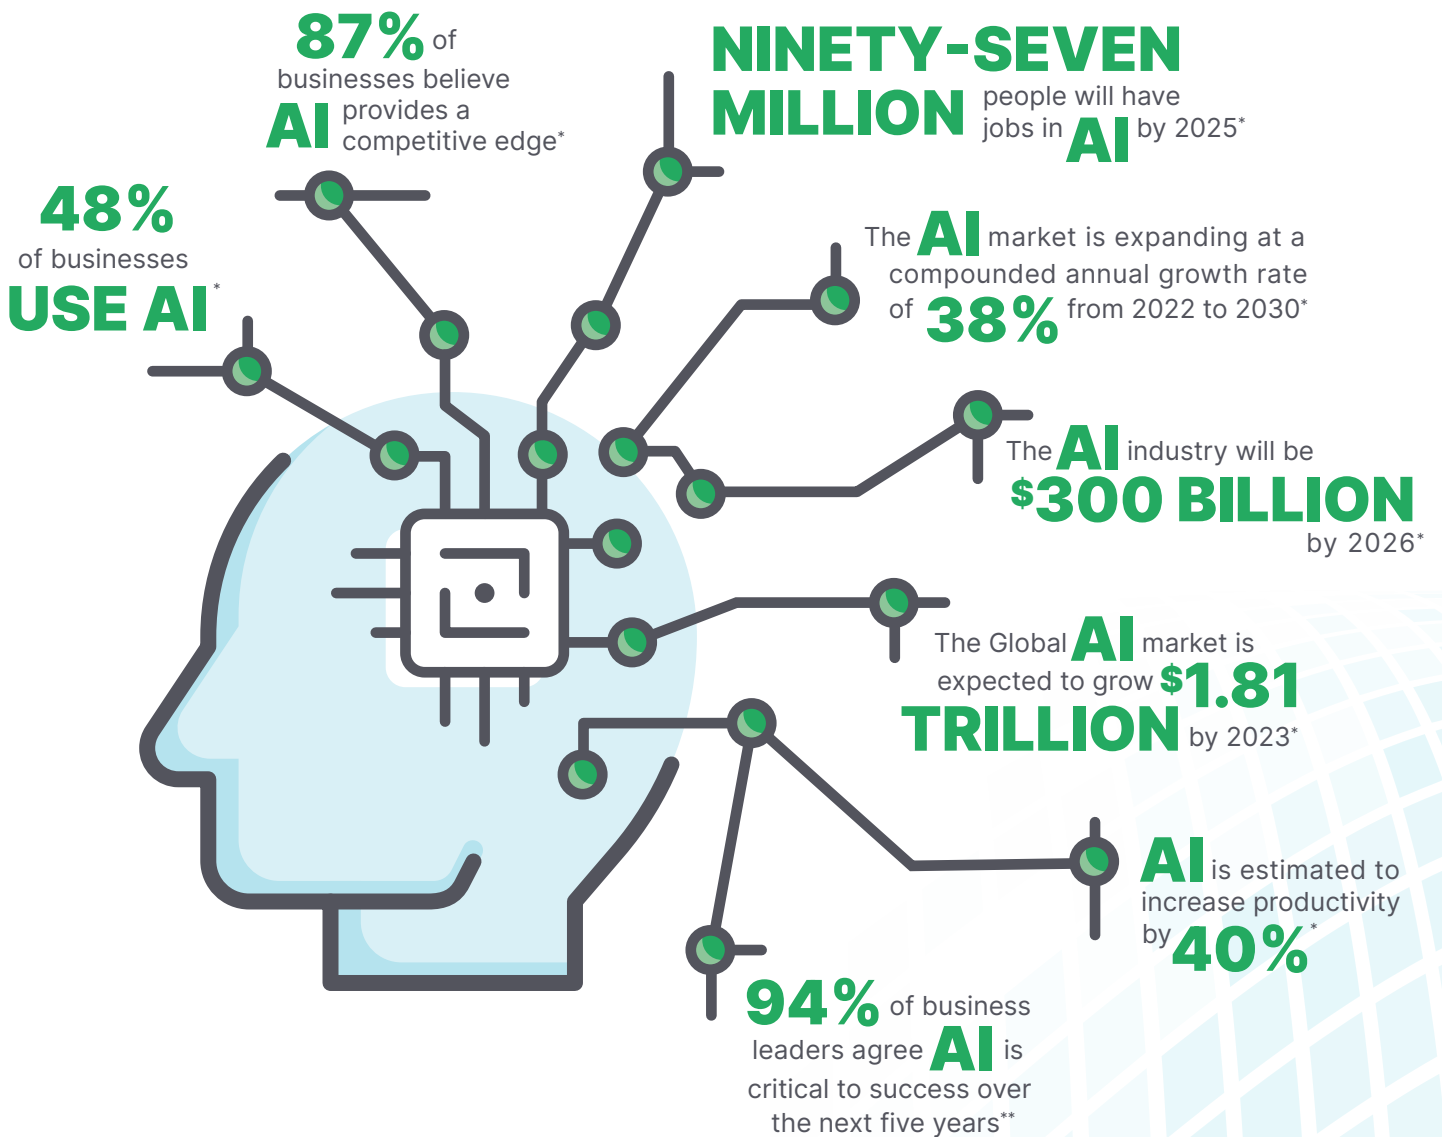 87% of
businesses believe
AI provides a
competitive edge*
NINETY-SEVEN
MILLION people will have
jobs in AI by 2025*
48%
of businesses
USE AI*
The AI market is expanding at a
compounded annual growth rate
of 38% from 2022 to 2030*
The AI industry will be
$300 BILLION
by 2026*
The Global AI market is
expected to grow $1.81
TRILLION by 2023*
AI is estimated to
increase productivity
by 40%*
94% of business
leaders agree AI is
critical to success over
the next five years**